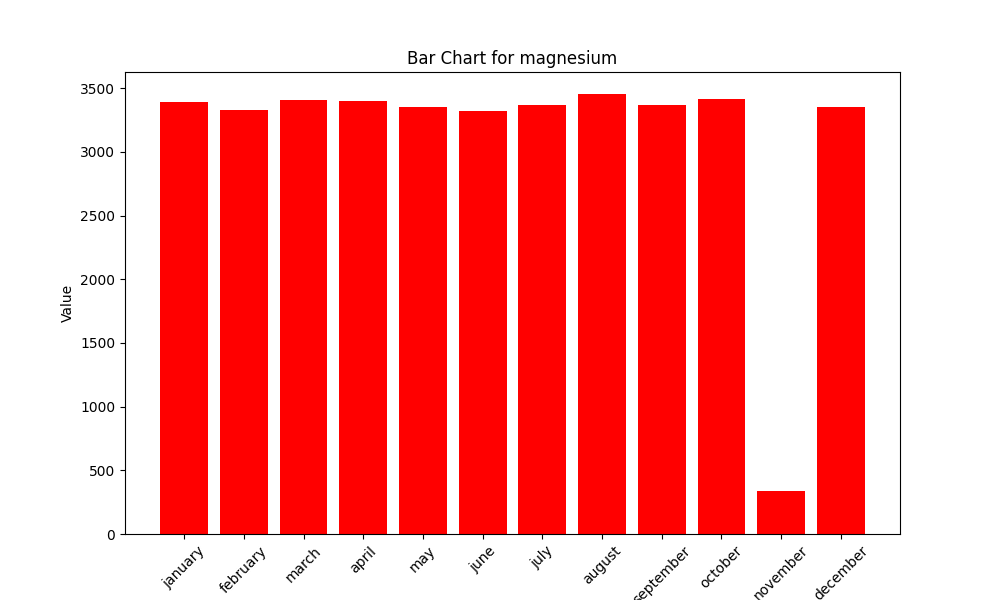 Bar Chart for magnesium
3500
3000
2500
2000
1500
1000
500
0
Value
january
february
march
april
may
june
july
august
september
october
november
december